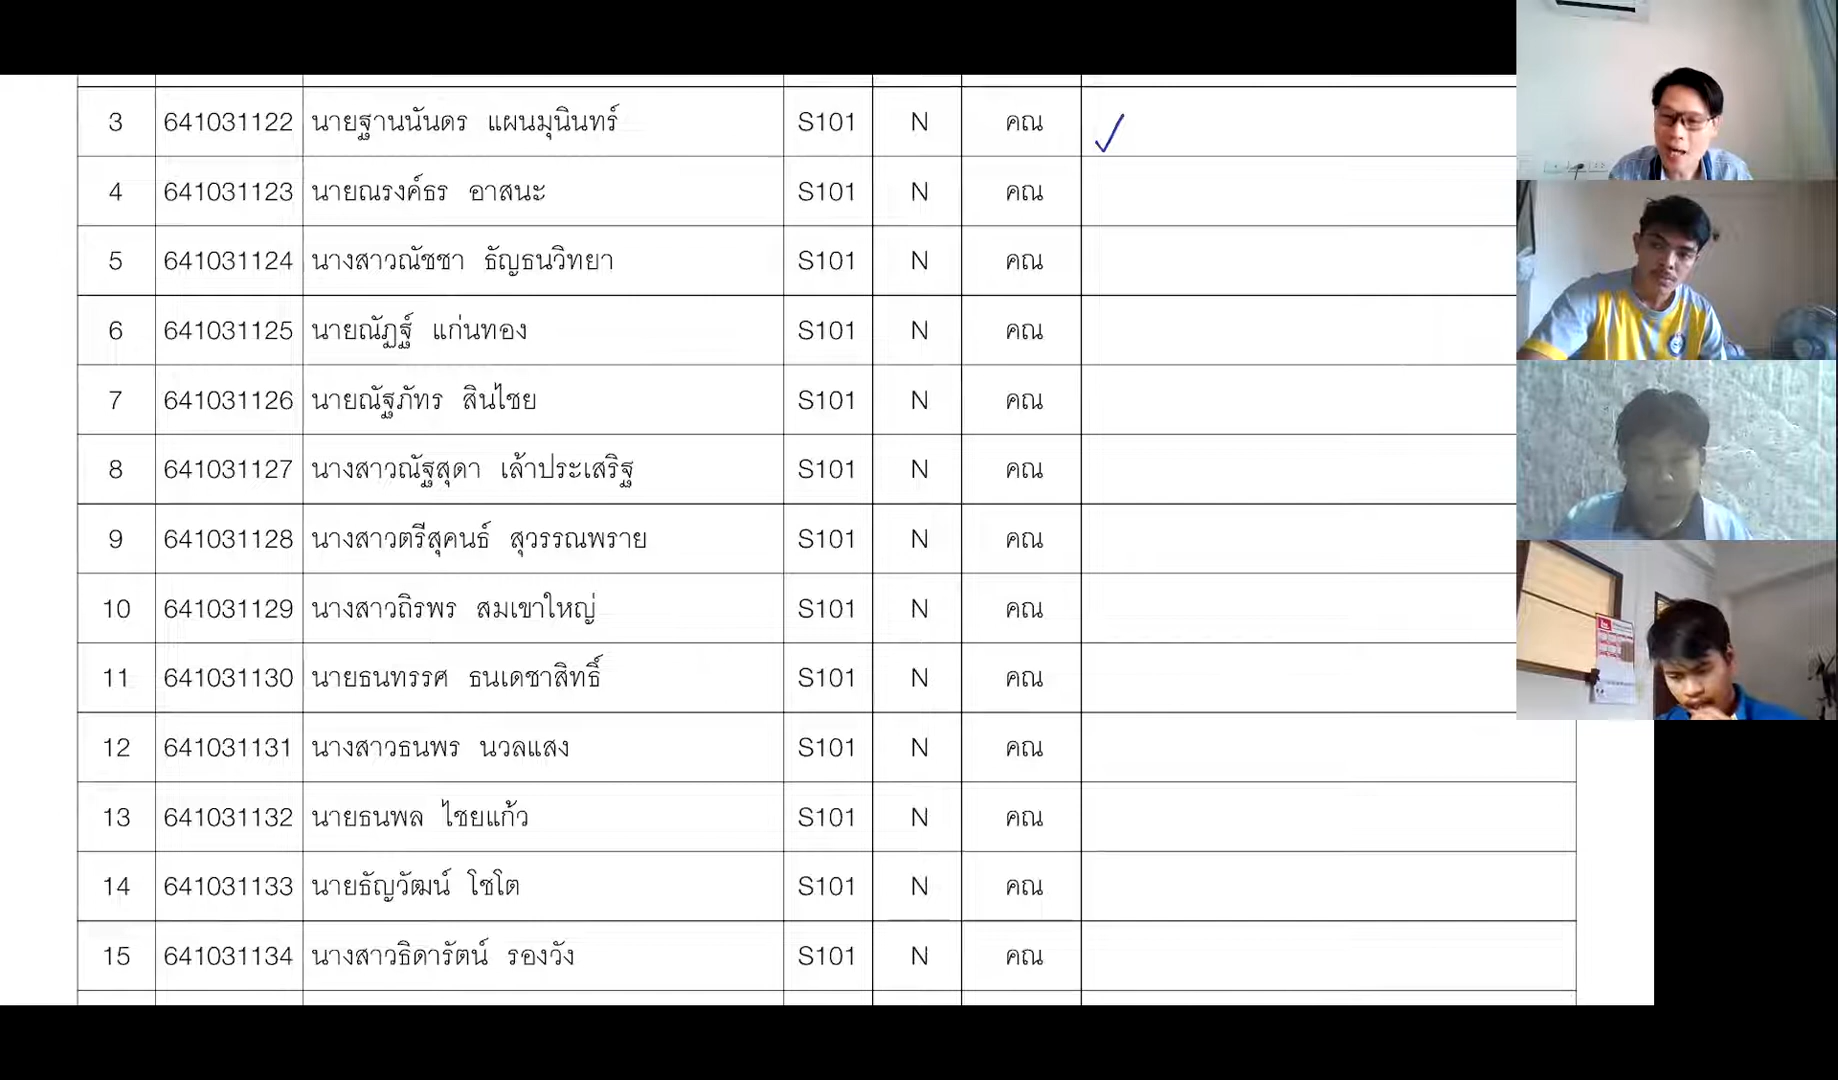 3 641031122 นายฐานนันดร แผนมุนินทร์ S101 N คณ ✓
4 641031123 นายณรงค์ธร อาสนะ S101 N คณ
5 641031124 นางสาวณัชชา ธัญธนวิทยา S101 N คณ
6 641031125 นายณัฏฐ์ แก่นทอง S101 N คณ
7 641031126 นายณัฐภัทร สินไชย S101 N คณ
8 641031127 นางสาวณัฐสุดา เล้าประเสริฐ S101 N คณ
9 641031128 นางสาวตรีสุคนธ์ สุวรรณพราย S101 N คณ
10 641031129 นางสาวถิรพร สมเขาใหญ่ S101 N คณ
11 641031130 นายธนทรรศ ธนเดชาสิทธิ์ S101 N คณ
12 641031131 นางสาวธนพร นวลแสง S101 N คณ
13 641031132 นายธนพล ไชยแก้ว S101 N คณ
14 641031133 นายธัญวัฒน์ โชโต S101 N คณ
15 641031134 นางสาวธิดารัตน์ รองวัง S101 N คณ